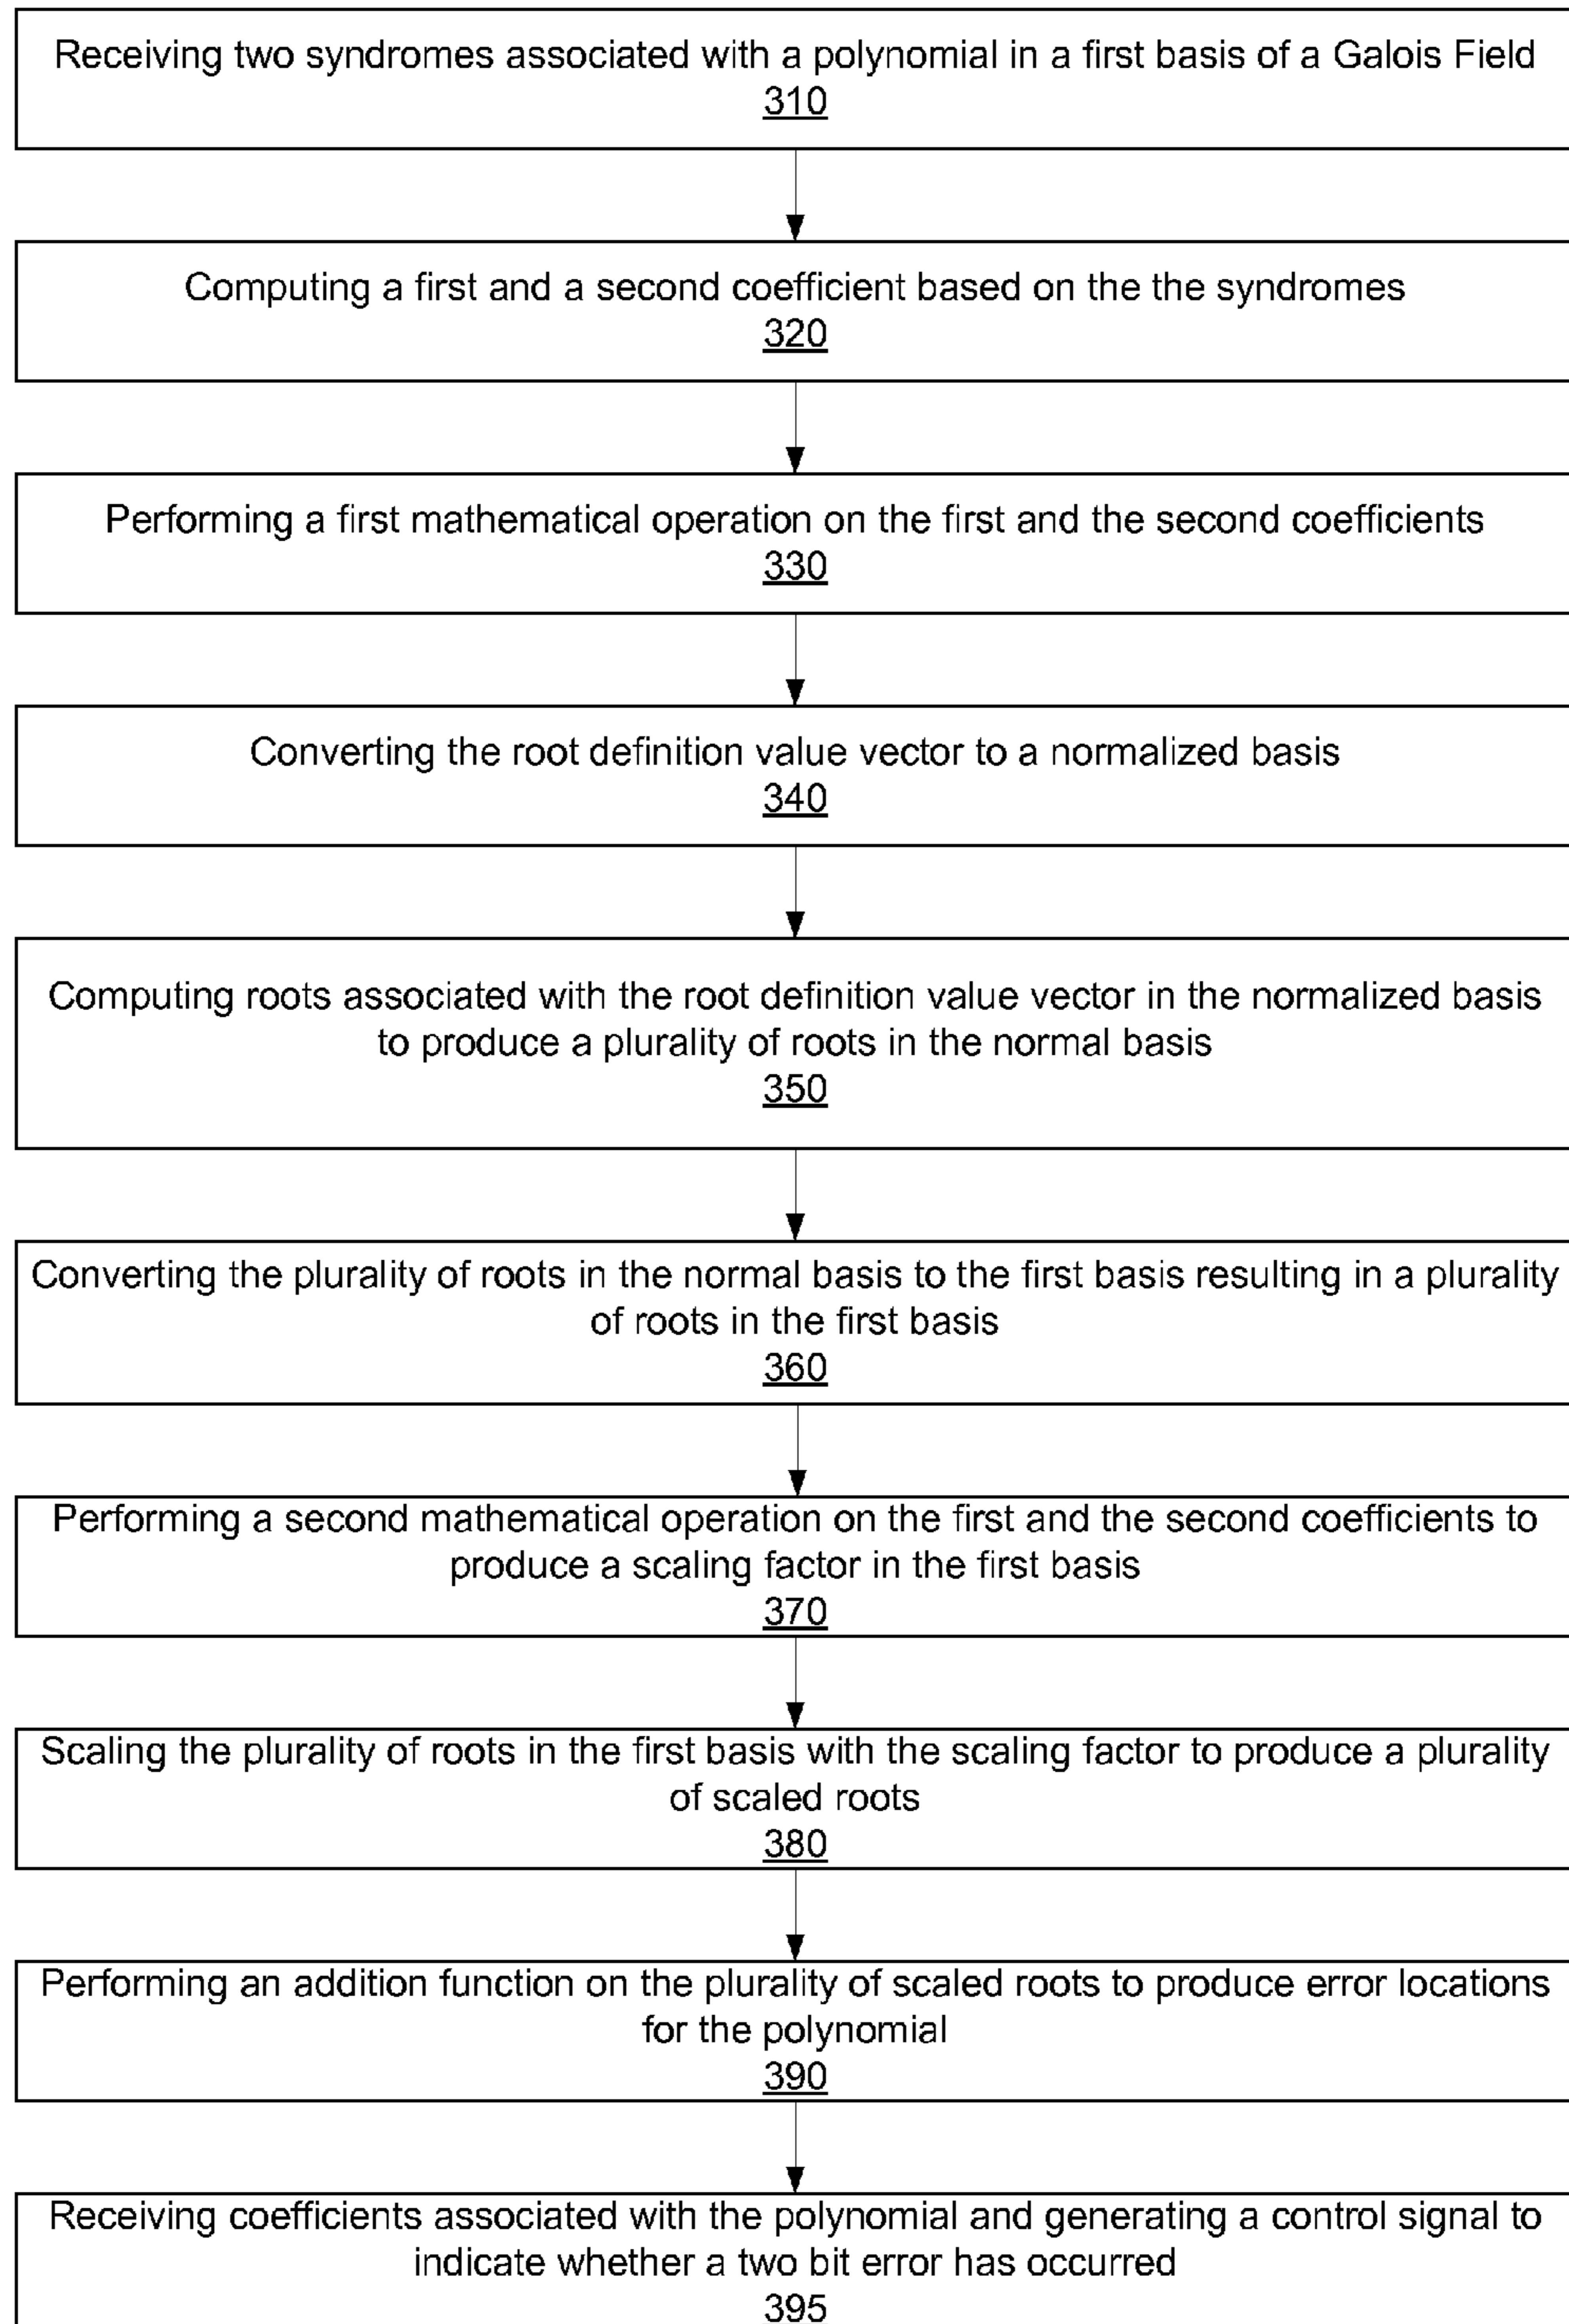 Receiving two syndromes associated with a polynomial in a first basis of a Galois Field
310
Computing a first and a second coefficient based on the the syndromes
320
Performing a first mathematical operation on the first and the second coefficients
330
Converting the root definition value vector to a normalized basis
340
Computing roots associated with the root definition value vector in the normalized basis
to produce a plurality of roots in the normal basis
350
Converting the plurality of roots in the normal basis to the first basis resulting in a plurality
of roots in the first basis
360
Performing a second mathematical operation on the first and the second coefficients to
produce a scaling factor in the first basis
370
Scaling the plurality of roots in the first basis with the scaling factor to produce a plurality
of scaled roots
380
Performing an addition function on the plurality of scaled roots to produce error locations
for the polynomial
390
Receiving coefficients associated with the polynomial and generating a control signal to
indicate whether a two bit error has occurred
395